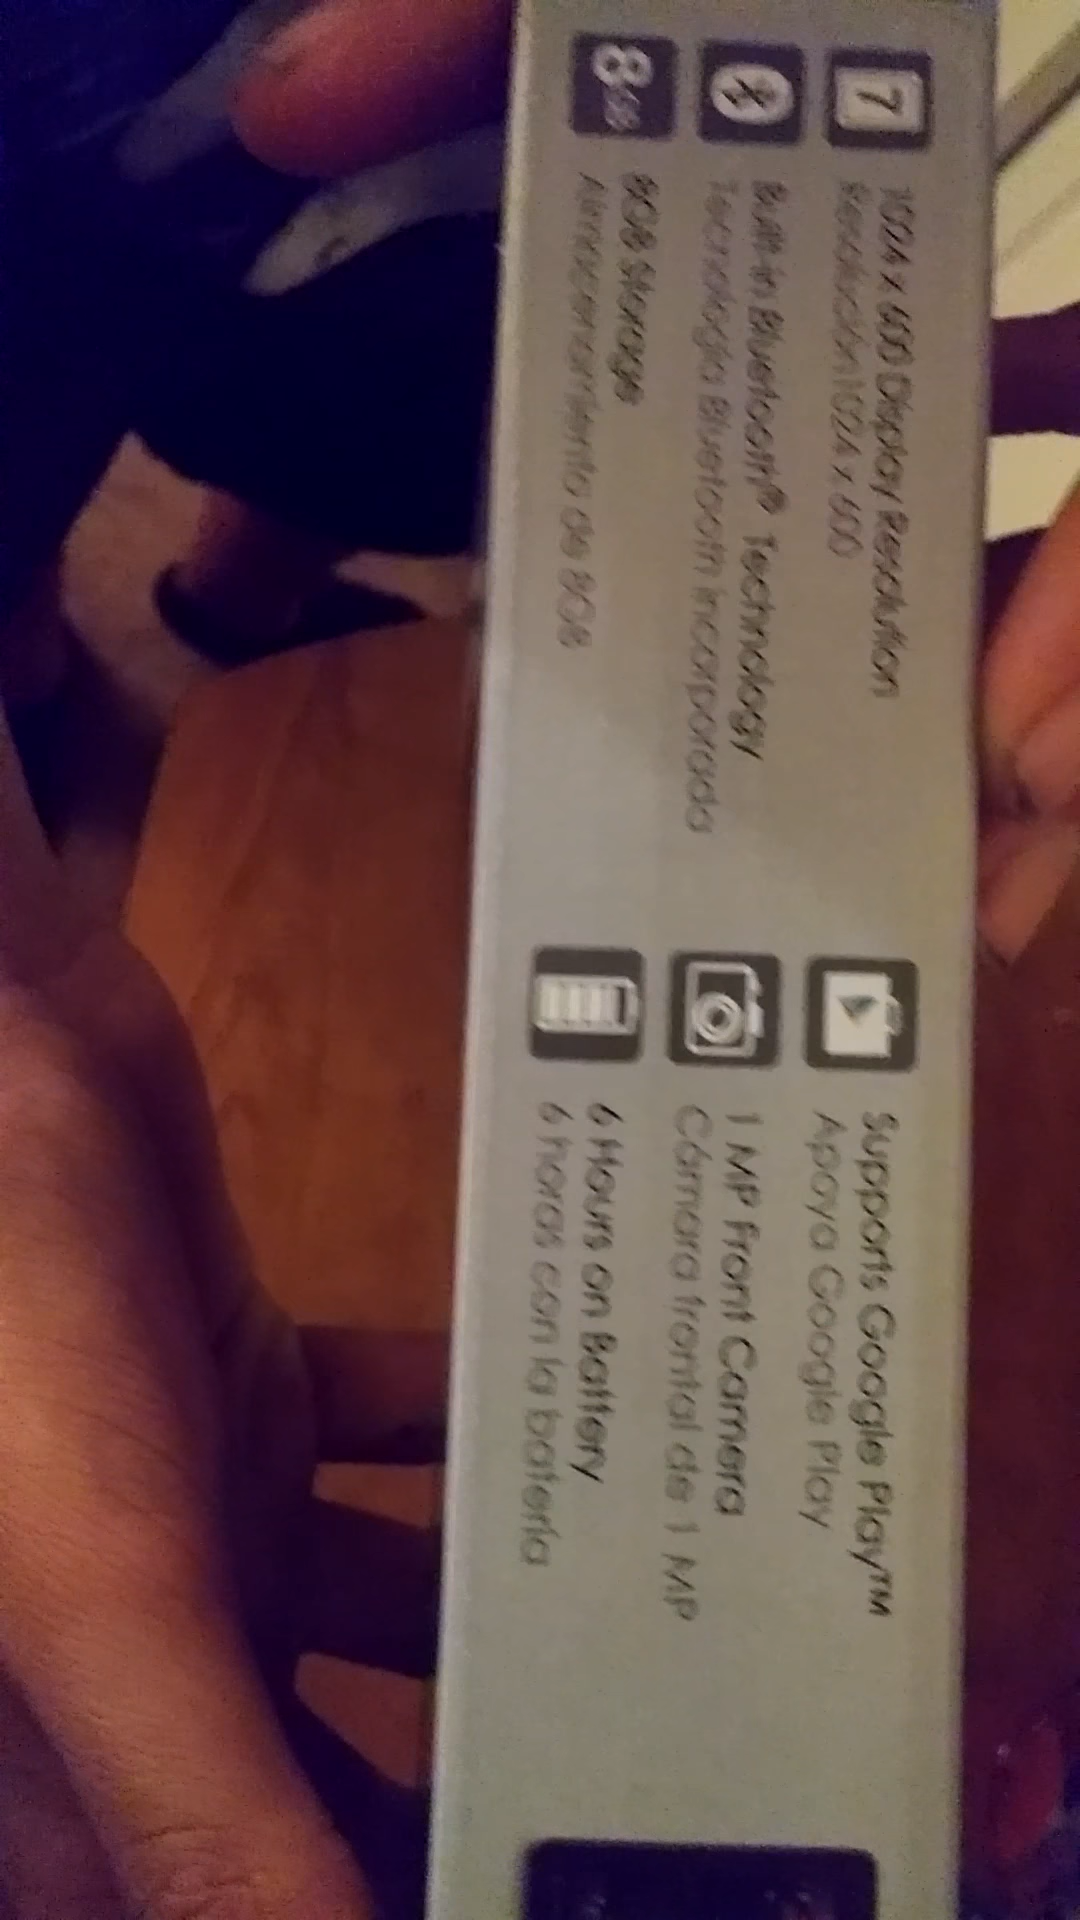 7
1024 x 600 Display Resolution
Resolución 1024 x 600
Built-in Bluetooth® Technology
Tecnología Bluetooth incorporada
8GB
8GB Storage
Almacenamiento de 8GB
Supports Google Play™
Apoya Google Play
1 MP Front Camera
Cámara frontal de 1 MP
6 Hours on Battery
6 horas con la batería